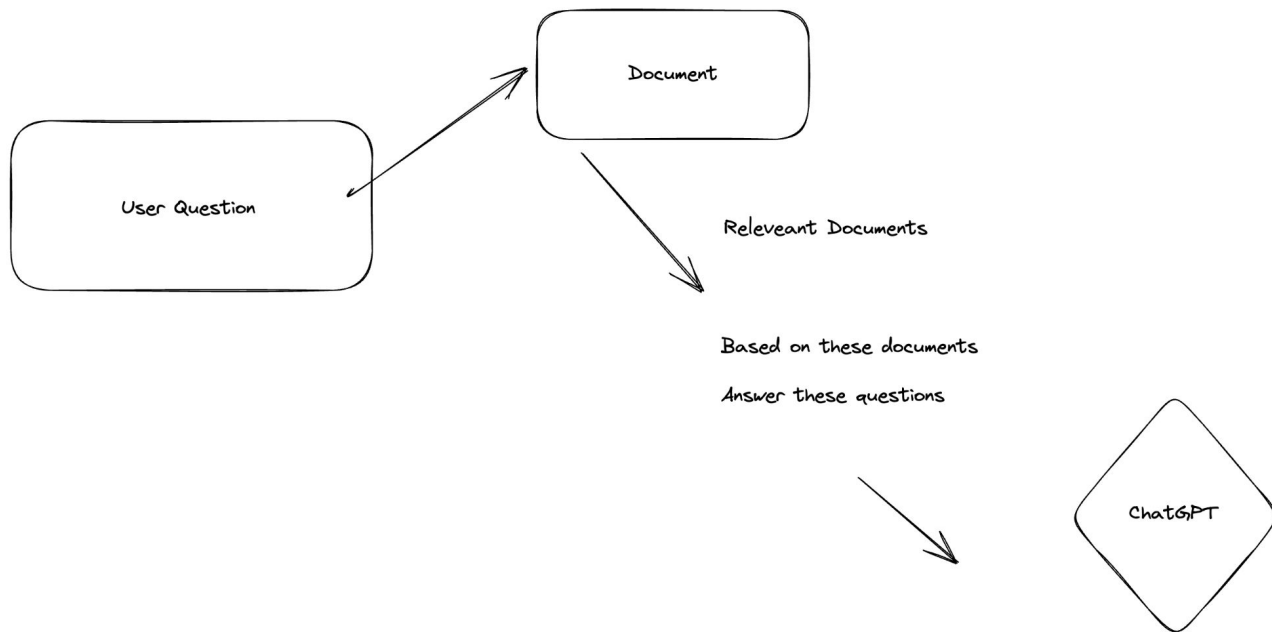 Document
User Question
Releveant Documents
Based on these documents
Answer these questions
ChatGPT